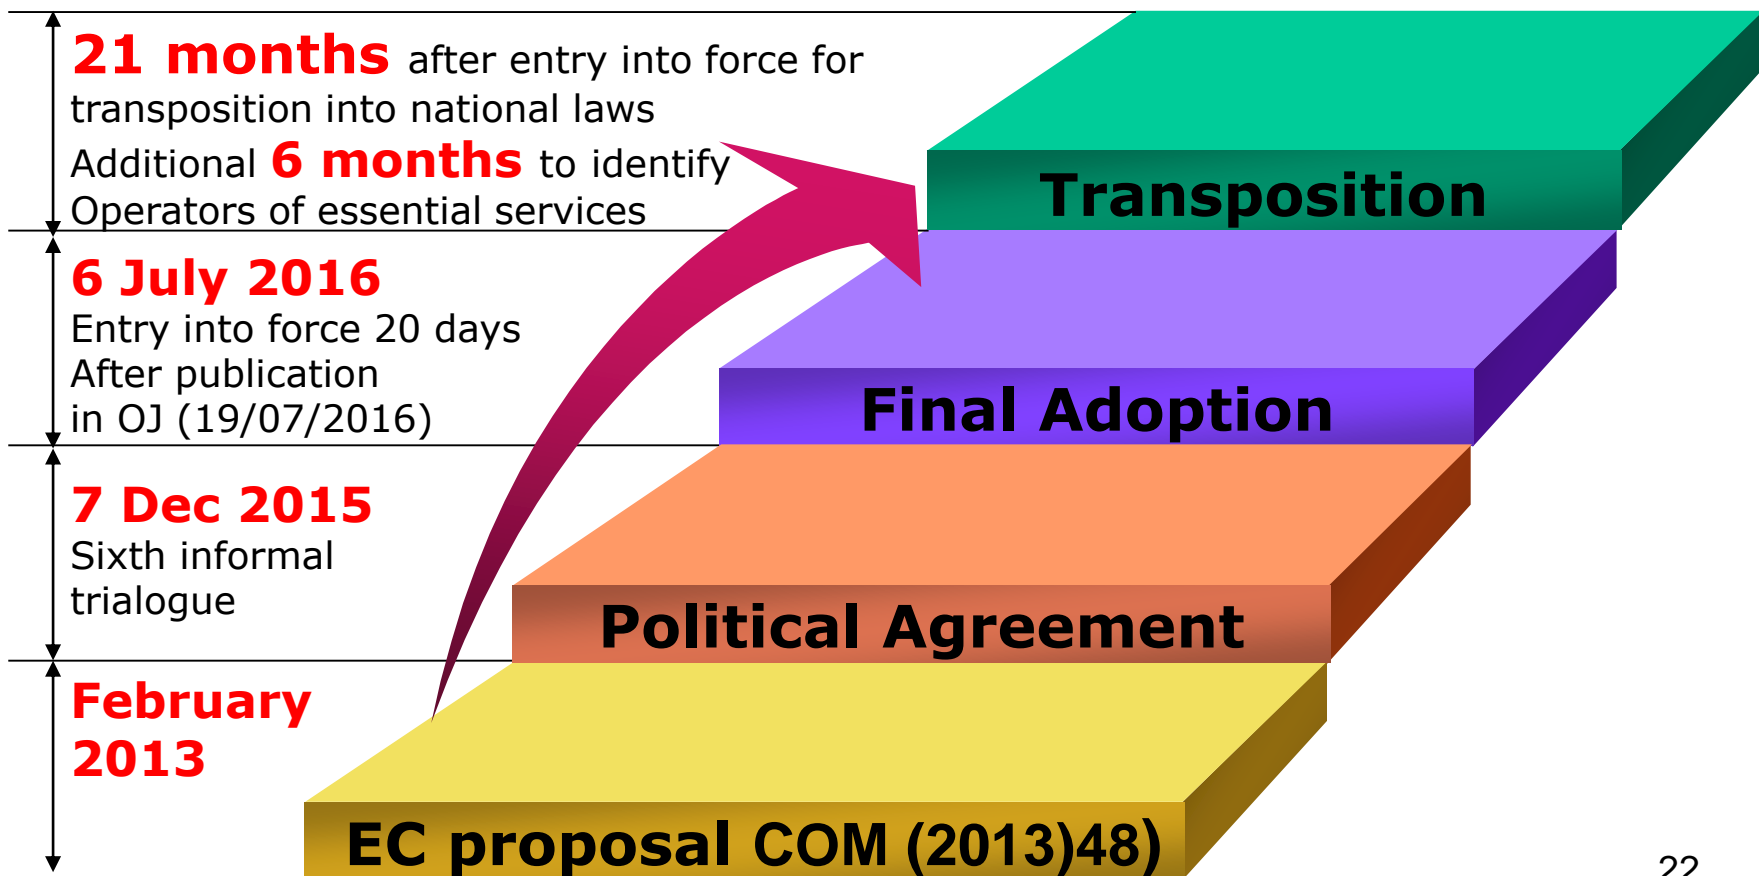 21 months after entry into force for
transposition into national laws
Additional 6 months to identify
Operators of essential services
Transposition
6 July 2016
Entry into force 20 days
After publication
in OJ (19/07/2016)
Final Adoption
7 Dec 2015
Sixth informal
trialogue
Political Agreement
February
2013
EC proposal COM (2013)48)
22